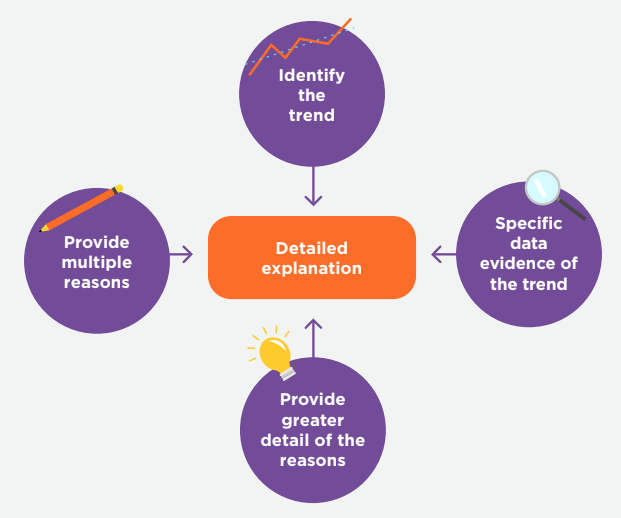 Identify
the
trend
Provide
multiple
reasons
Detailed
explanation
Specific
data
evidence of
the trend
Provide
greater
detail of the
reasons